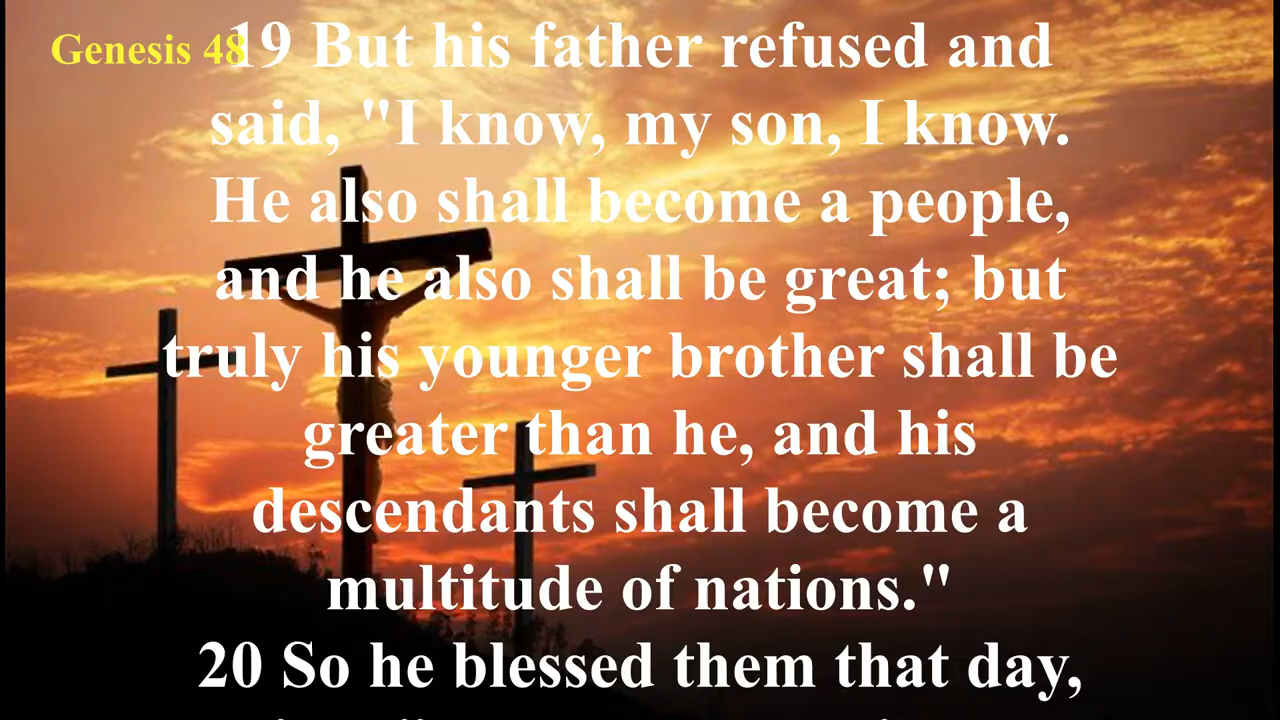 Genesis 48
19 But his father refused and
said, "I know, my son, I know.
He also shall become a people,
and he also shall be great; but
truly his younger brother shall be
greater than he, and his
descendants shall become a
multitude of nations."
20 So he blessed them that day,